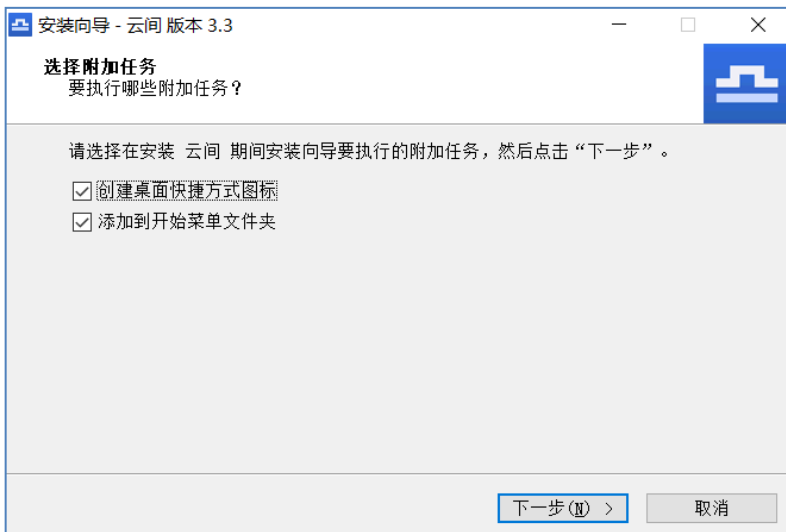 安装向导 - 云间 版本 3.3
选择附加任务
要执行哪些附加任务？
请选择在安装 云间 期间安装向导要执行的附加任务，然后点击“下一步”。
创建桌面快捷方式图标
添加到开始菜单文件夹
下一步(N) >
取消